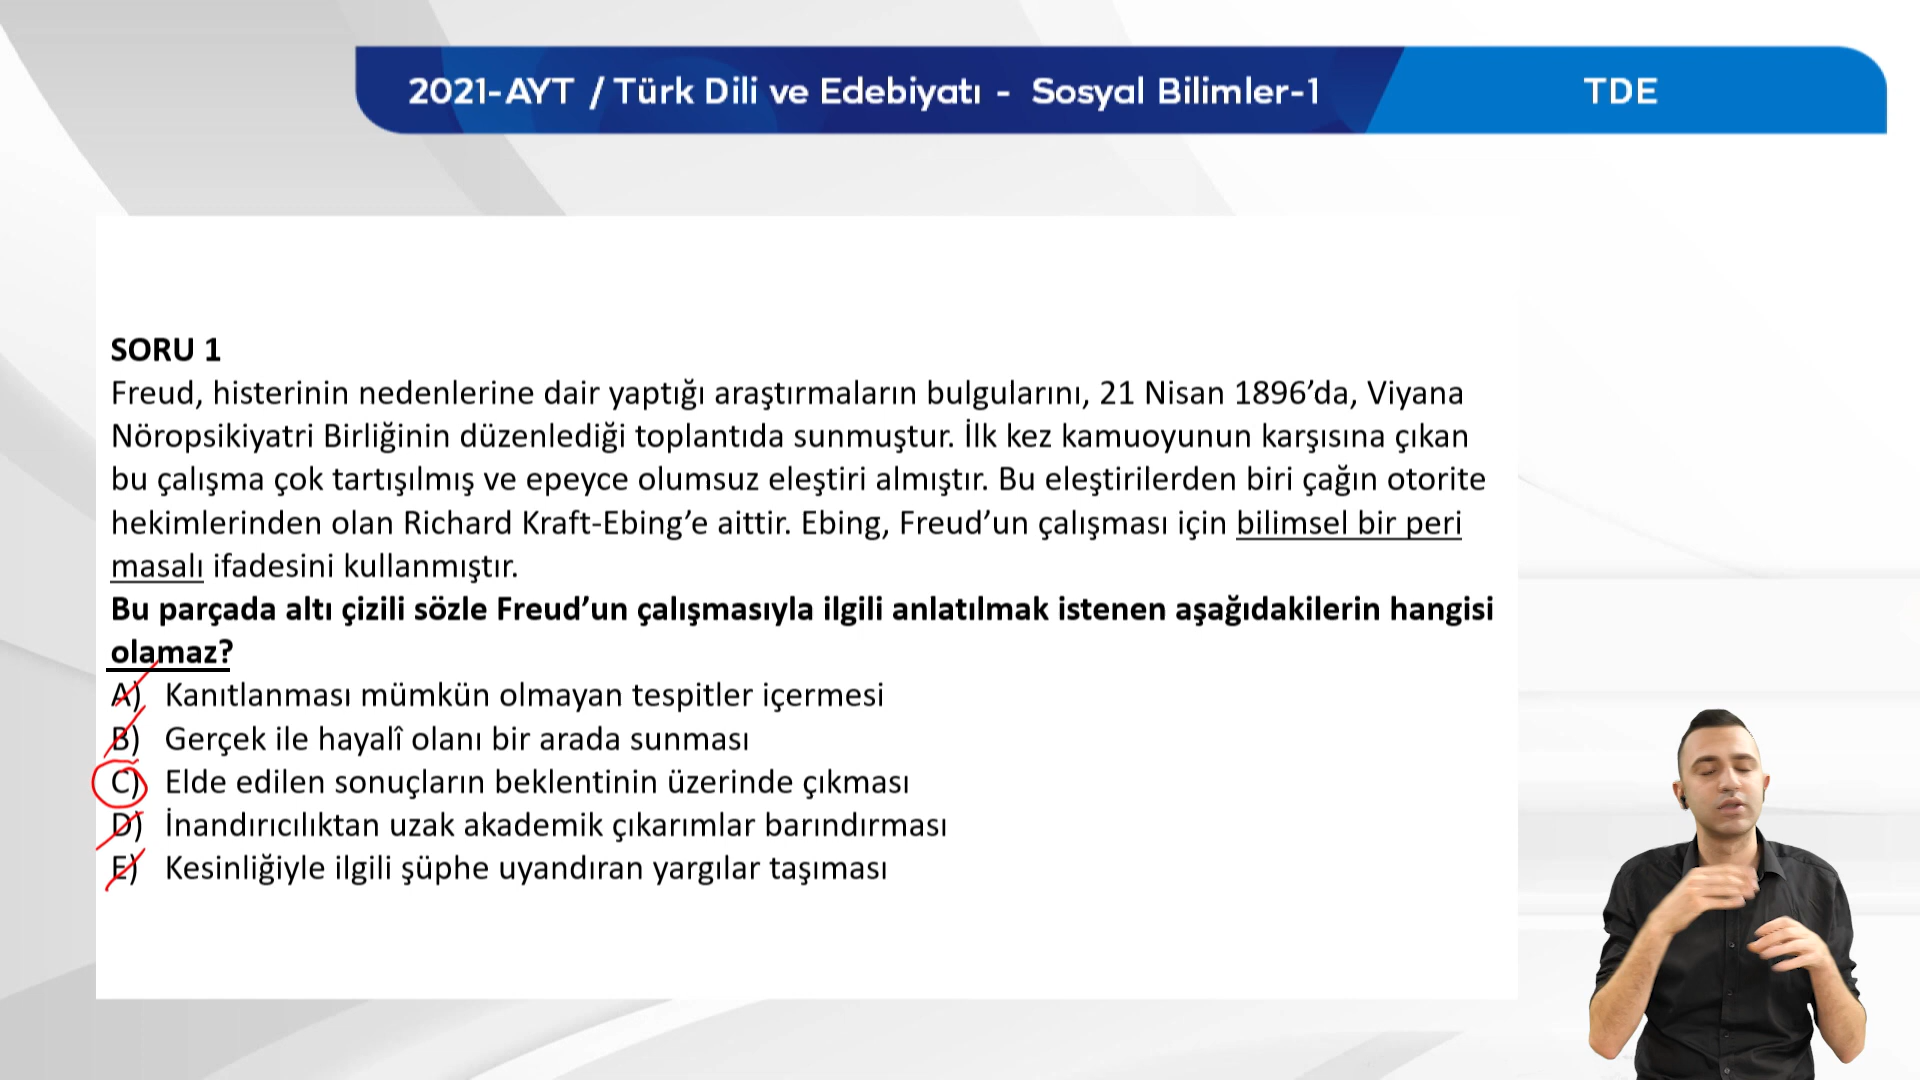 2021-AYT / Türk Dili ve Edebiyatı - Sosyal Bilimler-1
TDE
SORU 1
Freud, histerinin nedenlerine dair yaptığı araştırmaların bulgularını, 21 Nisan 1896’da, Viyana
Nöropsikiyatri Birliğinin düzenlediği toplantıda sunmuştur. İlk kez kamuoyunun karşısına çıkan
bu çalışma çok tartışılmış ve epeyce olumsuz eleştiri almıştır. Bu eleştirilerden biri çağın otorite
hekimlerinden olan Richard Kraft-Ebing’e aittir. Ebing, Freud’un çalışması için bilimsel bir peri
masalı ifadesini kullanmıştır.
Bu parçada altı çizili sözle Freud’un çalışmasıyla ilgili anlatılmak istenen aşağıdakilerin hangisi
olamaz?
A) Kanıtlanması mümkün olmayan tespitler içermesi
B) Gerçek ile hayalî olanı bir arada sunması
C) Elde edilen sonuçların beklentinin üzerinde çıkması
D) İnandırıcılıktan uzak akademik çıkarımlar barındırması
E) Kesinliğiyle ilgili şüphe uyandıran yargılar taşıması